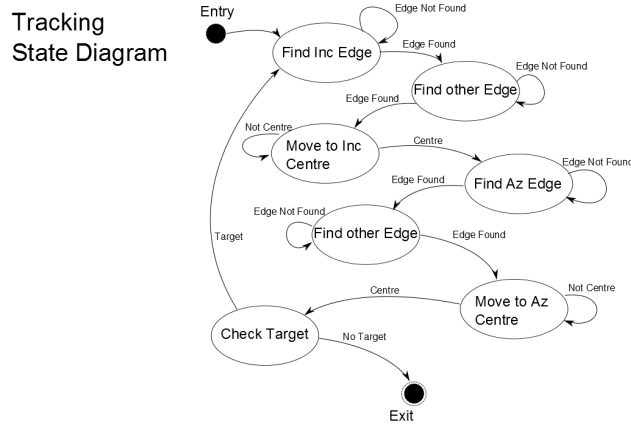 Tracking
State Diagram
Entry
Edge Not Found
Find Inc Edge
Edge Found
Edge Not Found
Find other Edge
Edge Found
Not Centre
Move to Inc
Centre
Centre
Edge Not Found
Find Az Edge
Edge Found
Edge Not Found
Find other Edge
Edge Found
Target
Not Centre
Centre
Move to Az
Centre
Check Target
No Target
Exit